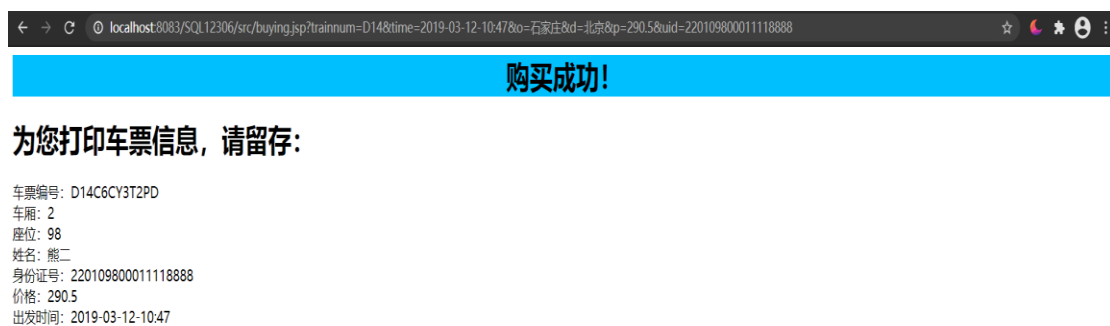 localhost:8083/SQL12306/src/buying.jsp?trainnum=D14&time=2019-03-12-10:47&o=石家庄&d=北京&p=290.5&uid=220109800011118888
购买成功！
为您打印车票信息，请留存：
车票编号：D14C6CY3T2PD
车厢：2
座位：98
姓名：熊二
身份证号：220109800011118888
价格：290.5
出发时间：2019-03-12-10:47